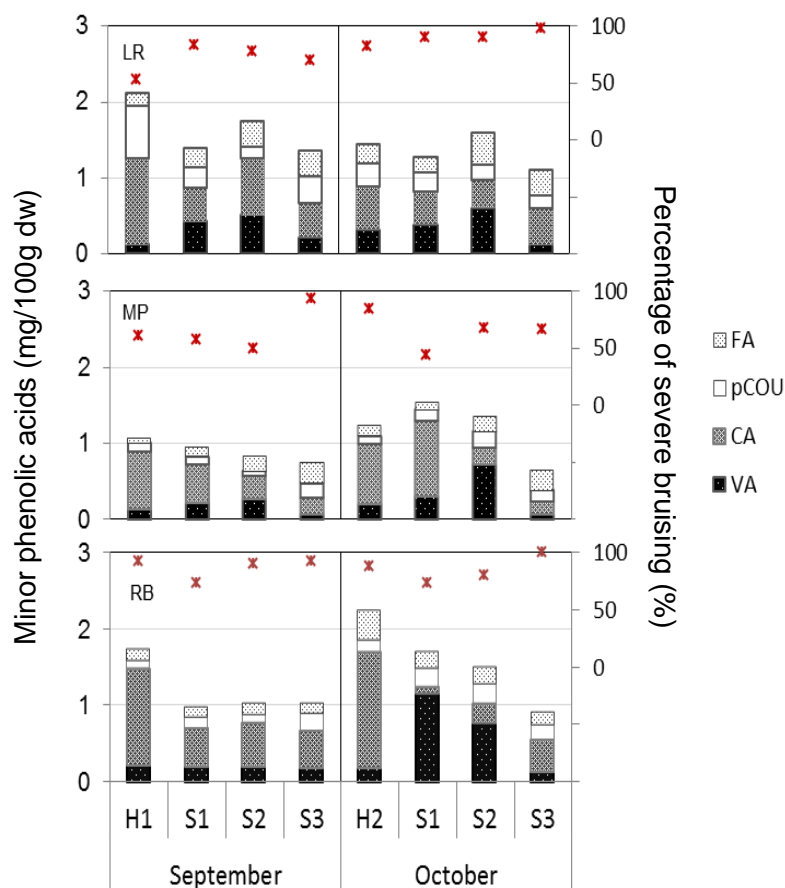 Minor phenolic acids (mg/100g dw)
Percentage of severe bruising (%)
LR
3
2
1
0
100
50
0
MP
3
2
1
0
100
50
0
RB
3
2
1
0
100
50
0
FA
pCOU
CA
VA
H1 S1 S2 S3 H2 S1 S2 S3
September October